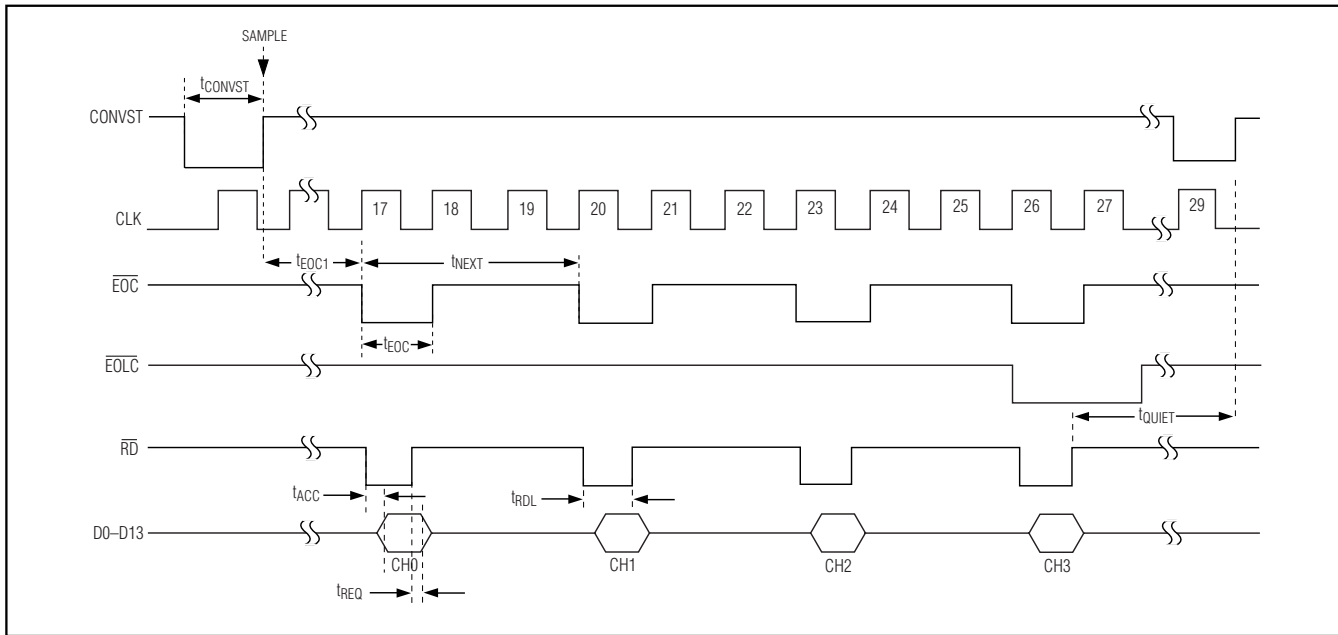 SAMPLE
tCONVST
CONVST
CLK
17 18 19 20 21 22 23 24 25 26 27 29
tEOC1 tNEXT
EOC
tEOC
EOLC
tQUIET
RD
tACC tRDL
D0–D13
CH0 CH1 CH2 CH3
tREQ